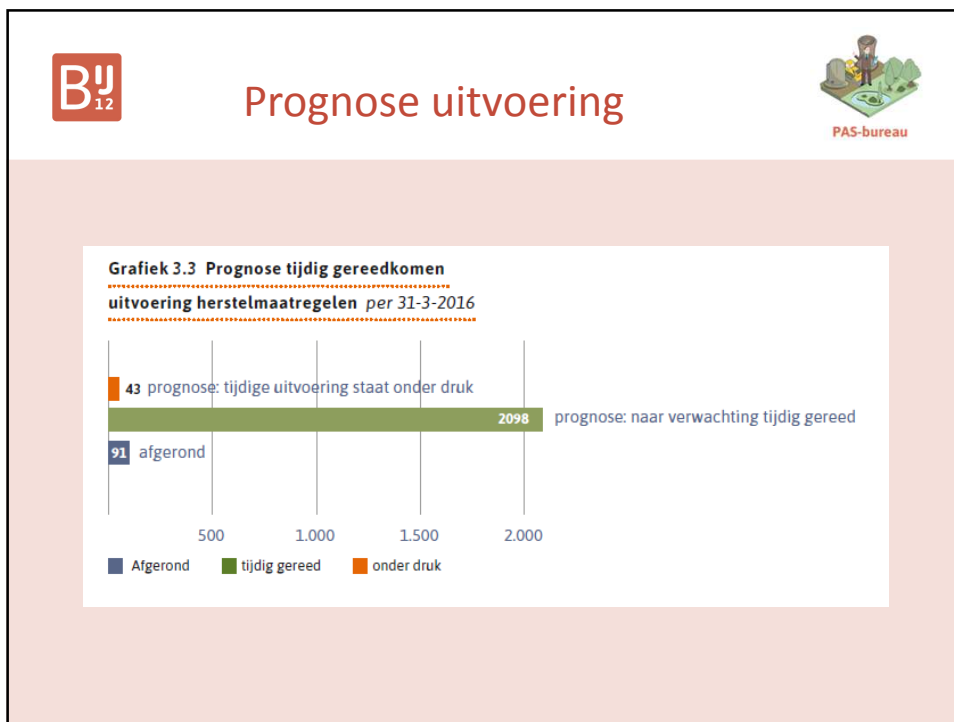 BIJ
12
Prognose uitvoering
PAS-bureau
Grafiek 3.3 Prognose tijdig gereedkomen
uitvoering herstelmaatregelen per 31-3-2016
43 prognose: tijdige uitvoering staat onder druk
2098 prognose: naar verwachting tijdig gereed
91 afgerond
500 1.000 1.500 2.000
Afgerond tijdig gereed onder druk